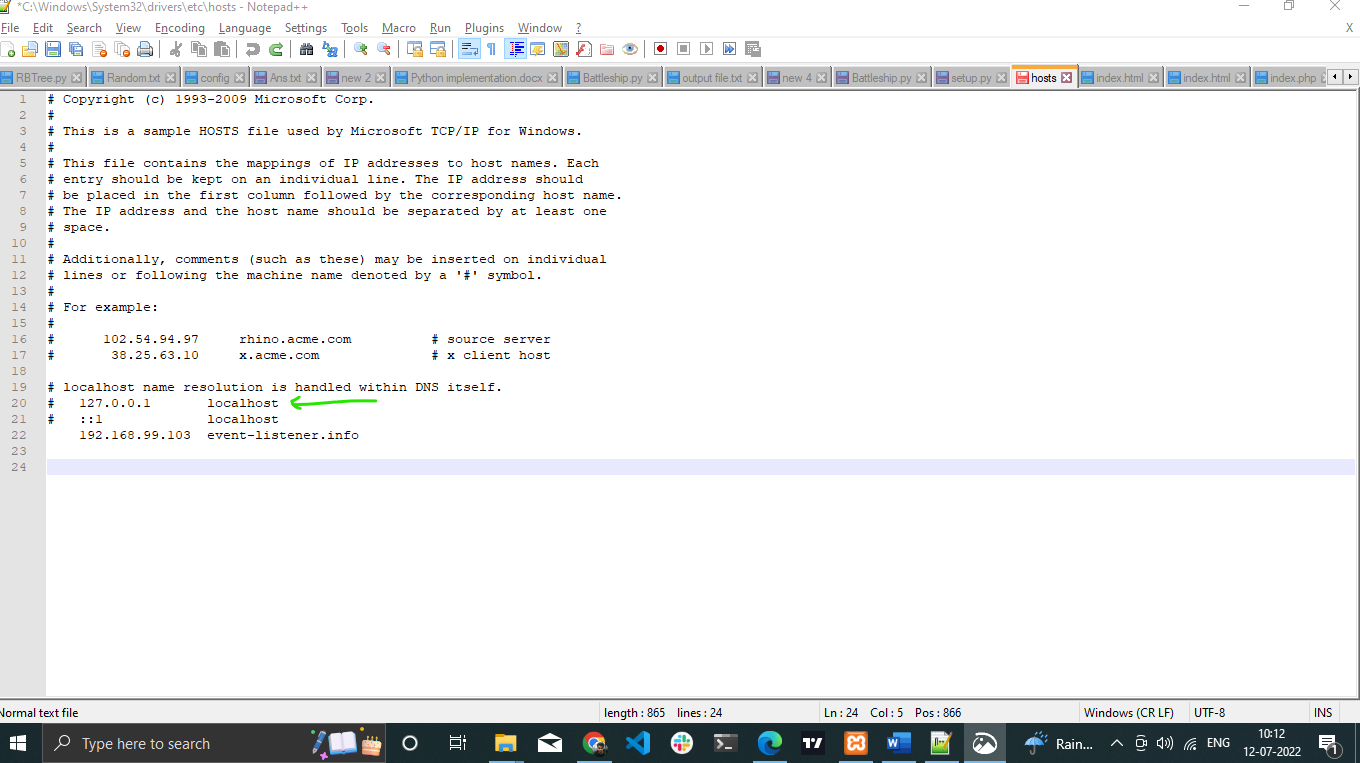 *C:\Windows\System32\drivers\etc\hosts - Notepad++
File Edit Search View Encoding Language Settings Tools Macro Run Plugins Window ? X
RBTree.py Random.txt config Ans.txt new 2 Python implementation.docx Battleship.py output file.txt new 4 Battleship.py setup.py hosts index.html index.html index.php
1 # Copyright (c) 1993-2009 Microsoft Corp.
2 #
3 # This is a sample HOSTS file used by Microsoft TCP/IP for Windows.
4 #
5 # This file contains the mappings of IP addresses to host names. Each
6 # entry should be kept on an individual line. The IP address should
7 # be placed in the first column followed by the corresponding host name.
8 # The IP address and the host name should be separated by at least one
9 # space.
10 #
11 # Additionally, comments (such as these) may be inserted on individual
12 # lines or following the machine name denoted by a '#' symbol.
13 #
14 # For example:
15 #
16 # 102.54.94.97 rhino.acme.com # source server
17 # 38.25.63.10 x.acme.com # x client host
18
19 # localhost name resolution is handled within DNS itself.
20 # 127.0.0.1 localhost
21 # ::1 localhost
22 192.168.99.103 event-listener.info
23
24
Normal text file length : 865 lines : 24 Ln : 24 Col : 5 Pos : 866 Windows (CR LF) UTF-8 INS
Type here to search Rain... ENG 10:12
12-07-2022 1